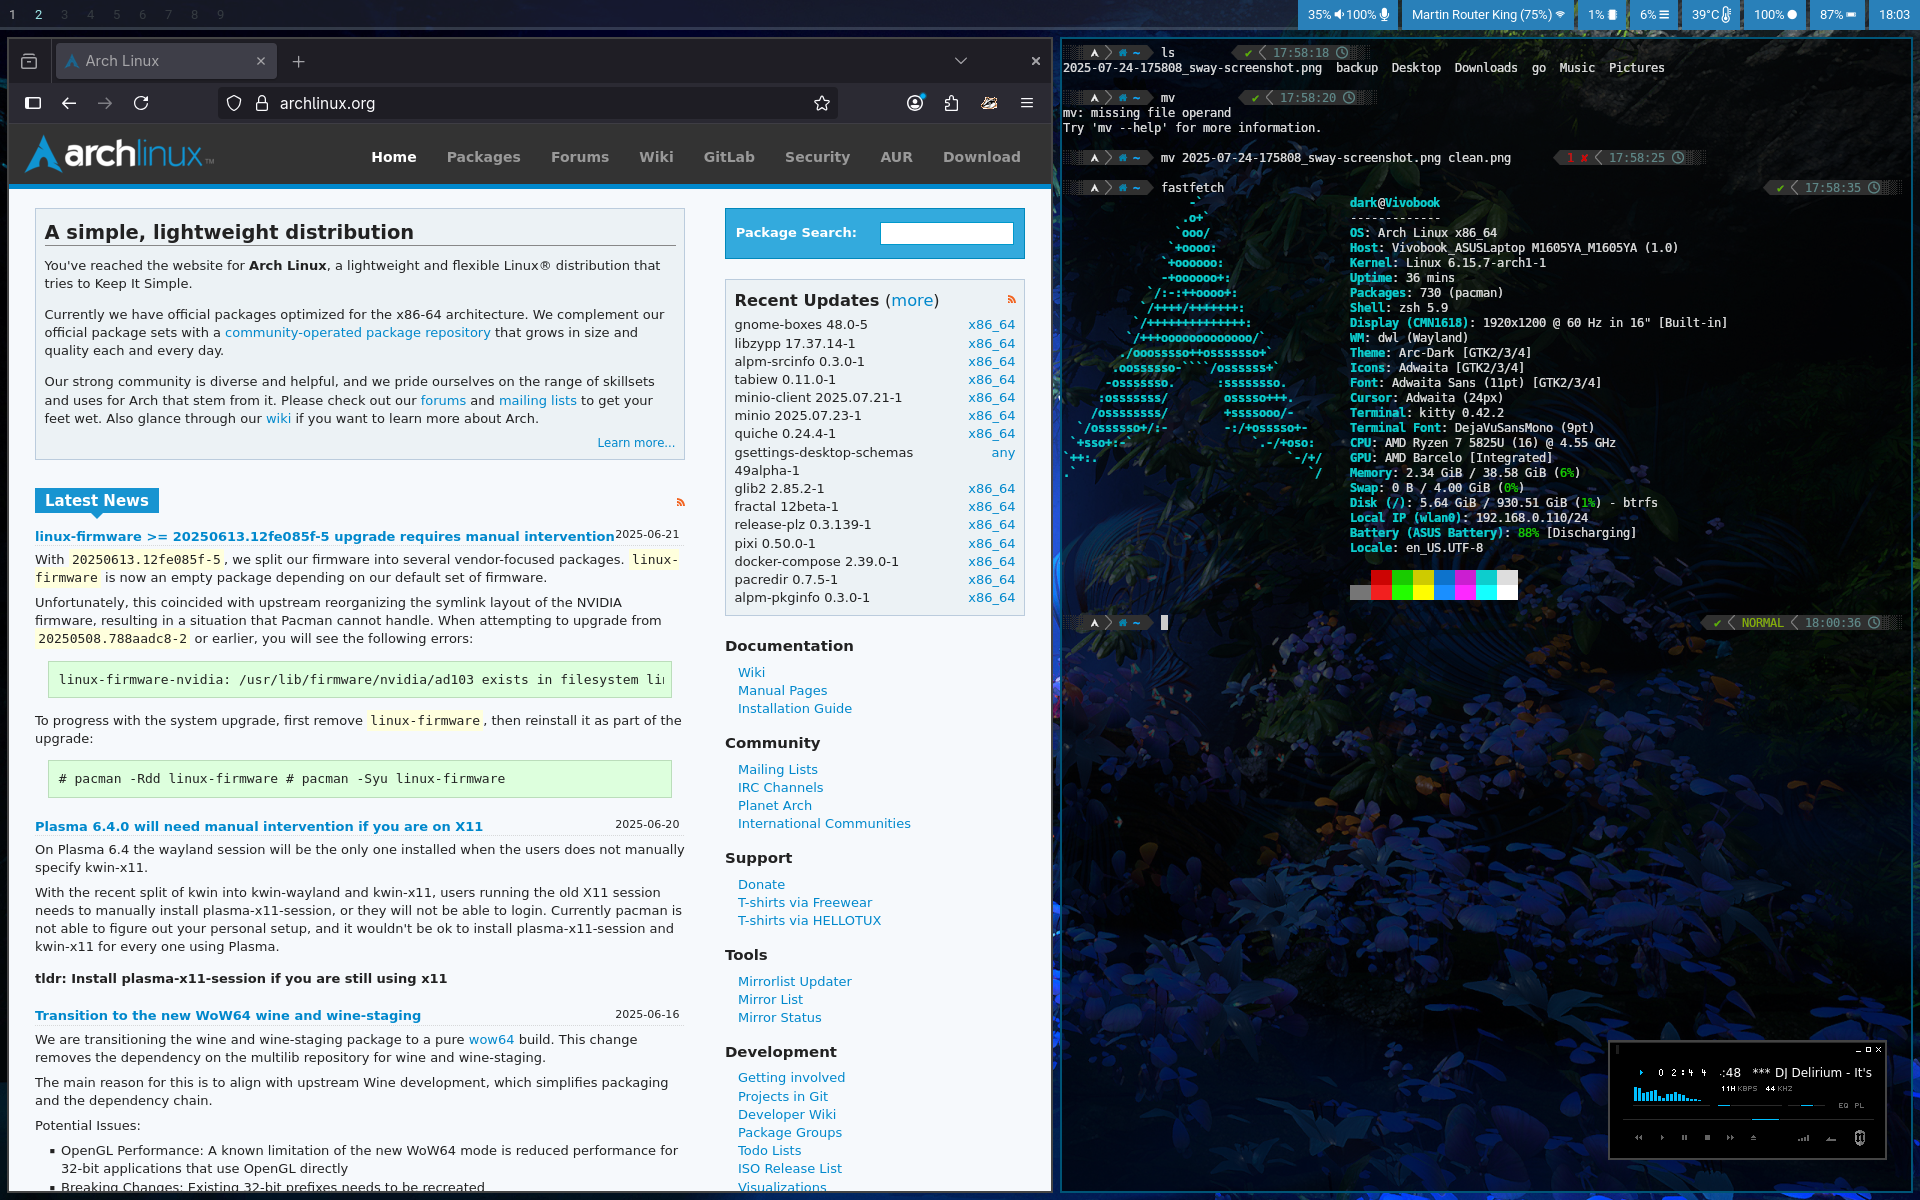 1 2 3 4 5 6 7 8 9
35% 100% Martin Router King (75%) 1% 6% 39°C 100% 87% 18:03
Arch Linux
archlinux.org
archlinux™
Home Packages Forums Wiki GitLab Security AUR Download
A simple, lightweight distribution
You've reached the website for Arch Linux, a lightweight and flexible Linux® distribution that
tries to Keep It Simple.
Currently we have official packages optimized for the x86-64 architecture. We complement our
official package sets with a community-operated package repository that grows in size and
quality each and every day.
Our strong community is diverse and helpful, and we pride ourselves on the range of skillsets
and uses for Arch that stem from it. Please check out our forums and mailing lists to get your
feet wet. Also glance through our wiki if you want to learn more about Arch.
Learn more...
Latest News
linux-firmware >= 20250613.12fe085f-5 upgrade requires manual intervention 2025-06-21
With 20250613.12fe085f-5, we split our firmware into several vendor-focused packages. linux-
firmware is now an empty package depending on our default set of firmware.
Unfortunately, this coincided with upstream reorganizing the symlink layout of the NVIDIA
firmware, resulting in a situation that Pacman cannot handle. When attempting to upgrade from
20250508.788aadc8-2 or earlier, you will see the following errors:
linux-firmware-nvidia: /usr/lib/firmware/nvidia/ad103 exists in filesystem li
To progress with the system upgrade, first remove linux-firmware, then reinstall it as part of the
upgrade:
# pacman -Rdd linux-firmware # pacman -Syu linux-firmware
Plasma 6.4.0 will need manual intervention if you are on X11 2025-06-20
On Plasma 6.4 the wayland session will be the only one installed when the users does not manually
specify kwin-x11.
With the recent split of kwin into kwin-wayland and kwin-x11, users running the old X11 session
needs to manually install plasma-x11-session, or they will not be able to login. Currently pacman is
not able to figure out your personal setup, and it wouldn't be ok to install plasma-x11-session and
kwin-x11 for every one using Plasma.
tldr: Install plasma-x11-session if you are still using x11
Transition to the new WoW64 wine and wine-staging 2025-06-16
We are transitioning the wine and wine-staging package to a pure wow64 build. This change
removes the dependency on the multilib repository for wine and wine-staging.
The main reason for this is to align with upstream Wine development, which simplifies packaging
and the dependency chain.
Potential Issues:
OpenGL Performance: A known limitation of the new WoW64 mode is reduced performance for
32-bit applications that use OpenGL directly
Breaking Changes: Existing 32-bit prefixes needs to be recreated
Package Search:
Recent Updates (more)
gnome-boxes 48.0-5 x86_64
libzypp 17.37.14-1 x86_64
alpm-srcinfo 0.3.0-1 x86_64
tabiew 0.11.0-1 x86_64
minio-client 2025.07.21-1 x86_64
minio 2025.07.23-1 x86_64
quiche 0.24.4-1 x86_64
gsettings-desktop-schemas any
49alpha-1
glib2 2.85.2-1 x86_64
fractal 12beta-1 x86_64
release-plz 0.3.139-1 x86_64
pixi 0.50.0-1 x86_64
docker-compose 2.39.0-1 x86_64
pacredir 0.7.5-1 x86_64
alpm-pkginfo 0.3.0-1 x86_64
Documentation
Wiki
Manual Pages
Installation Guide
Community
Mailing Lists
IRC Channels
Planet Arch
International Communities
Support
Donate
T-shirts via Freewear
T-shirts via HELLOTUX
Tools
Mirrorlist Updater
Mirror List
Mirror Status
Development
Getting involved
Projects in Git
Developer Wiki
Package Groups
Todo Lists
ISO Release List
Visualizations
~ ls ✔ 17:58:18
2025-07-24-175808_sway-screenshot.png backup Desktop Downloads go Music Pictures
~ mv ✔ 17:58:20
mv: missing file operand
Try 'mv --help' for more information.
~ mv 2025-07-24-175808_sway-screenshot.png clean.png 1 ✘ 17:58:25
~ fastfetch ✔ 17:58:35
dark@Vivobook
-------------
OS: Arch Linux x86_64
Host: Vivobook_ASUSLaptop M1605YA_M1605YA (1.0)
Kernel: Linux 6.15.7-arch1-1
Uptime: 36 mins
Packages: 730 (pacman)
Shell: zsh 5.9
Display (CMN1618): 1920x1200 @ 60 Hz in 16" [Built-in]
WM: dwl (Wayland)
Theme: Arc-Dark [GTK2/3/4]
Icons: Adwaita [GTK2/3/4]
Font: Adwaita Sans (11pt) [GTK2/3/4]
Cursor: Adwaita (24px)
Terminal: kitty 0.42.2
Terminal Font: DejaVuSansMono (9pt)
CPU: AMD Ryzen 7 5825U (16) @ 4.55 GHz
GPU: AMD Barcelo [Integrated]
Memory: 2.34 GiB / 38.58 GiB (6%)
Swap: 0 B / 4.00 GiB (0%)
Disk (/): 5.64 GiB / 930.51 GiB (1%) - btrfs
Local IP (wlan0): 192.168.0.110/24
Battery (ASUS Battery): 88% [Discharging]
Locale: en_US.UTF-8
~ ✔ NORMAL 18:00:36
02:44 :48 *** DJ Delirium - It's
11H KBPS 44 KHZ
EQ PL